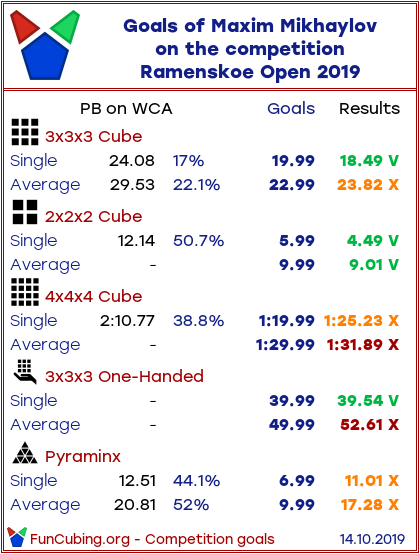 Goals of Maxim Mikhaylov
on the competition
Ramenskoe Open 2019
PB on WCA Goals Results
3x3x3 Cube
Single 24.08 17% 19.99 18.49 V
Average 29.53 22.1% 22.99 23.82 X
2x2x2 Cube
Single 12.14 50.7% 5.99 4.49 V
Average - 9.99 9.01 V
4x4x4 Cube
Single 2:10.77 38.8% 1:19.99 1:25.23 X
Average - 1:29.99 1:31.89 X
3x3x3 One-Handed
Single - 39.99 39.54 V
Average - 49.99 52.61 X
Pyraminx
Single 12.51 44.1% 6.99 11.01 X
Average 20.81 52% 9.99 17.28 X
FunCubing.org - Competition goals 14.10.2019